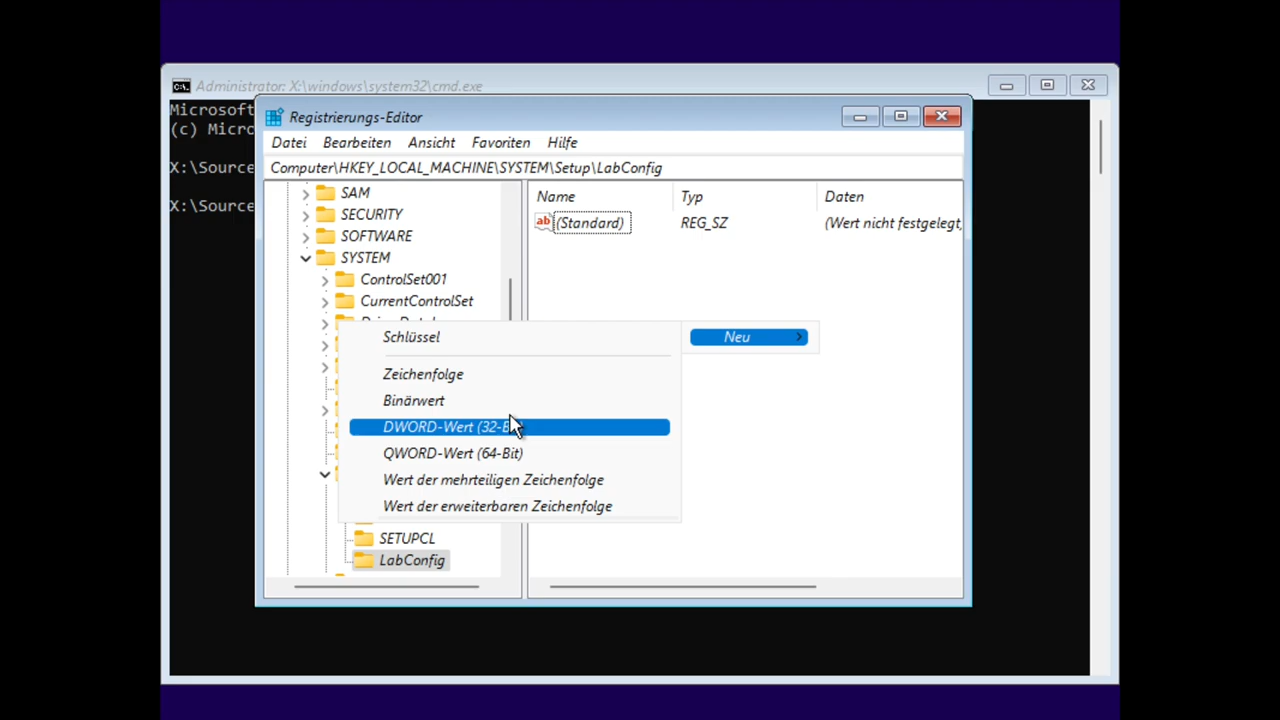 Administrator: X:\windows\system32\cmd.exe
Microsoft
(c) Micro
X:\Source
X:\Source
Registrierungs-Editor
Datei Bearbeiten Ansicht Favoriten Hilfe
Computer\HKEY_LOCAL_MACHINE\SYSTEM\Setup\LabConfig
SAM
SECURITY
SOFTWARE
SYSTEM
ControlSet001
CurrentControlSet
SETUPCL
LabConfig
Name Typ Daten
(Standard) REG_SZ (Wert nicht festgelegt,
Neu
Schlüssel
Zeichenfolge
Binärwert
DWORD-Wert
QWORD-Wert (64-Bit)
Wert der mehrteiligen Zeichenfolge
Wert der erweiterbaren Zeichenfolge